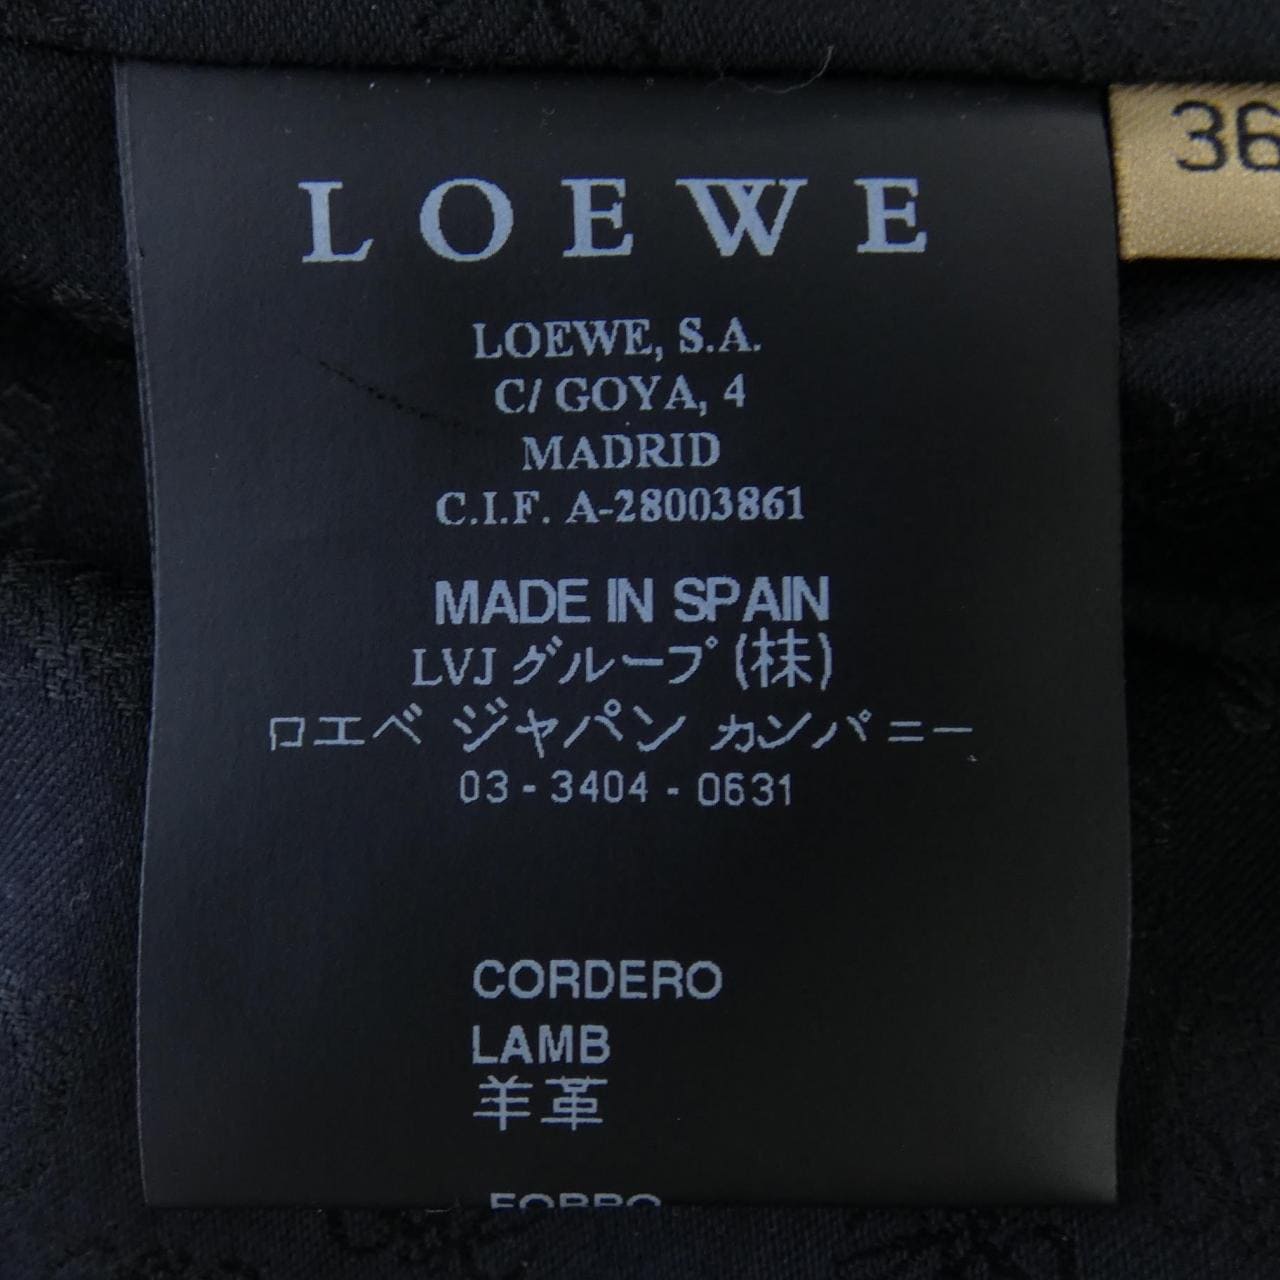 LOEWE
36
LOEWE, S.A.
C/ GOYA, 4
MADRID
C.I.F. A-28003861
MADE IN SPAIN
LVJ グループ (株)
ロエベ ジャパン カンパニー
03 - 3404 - 0631
CORDERO
LAMB
羊革
FORRO